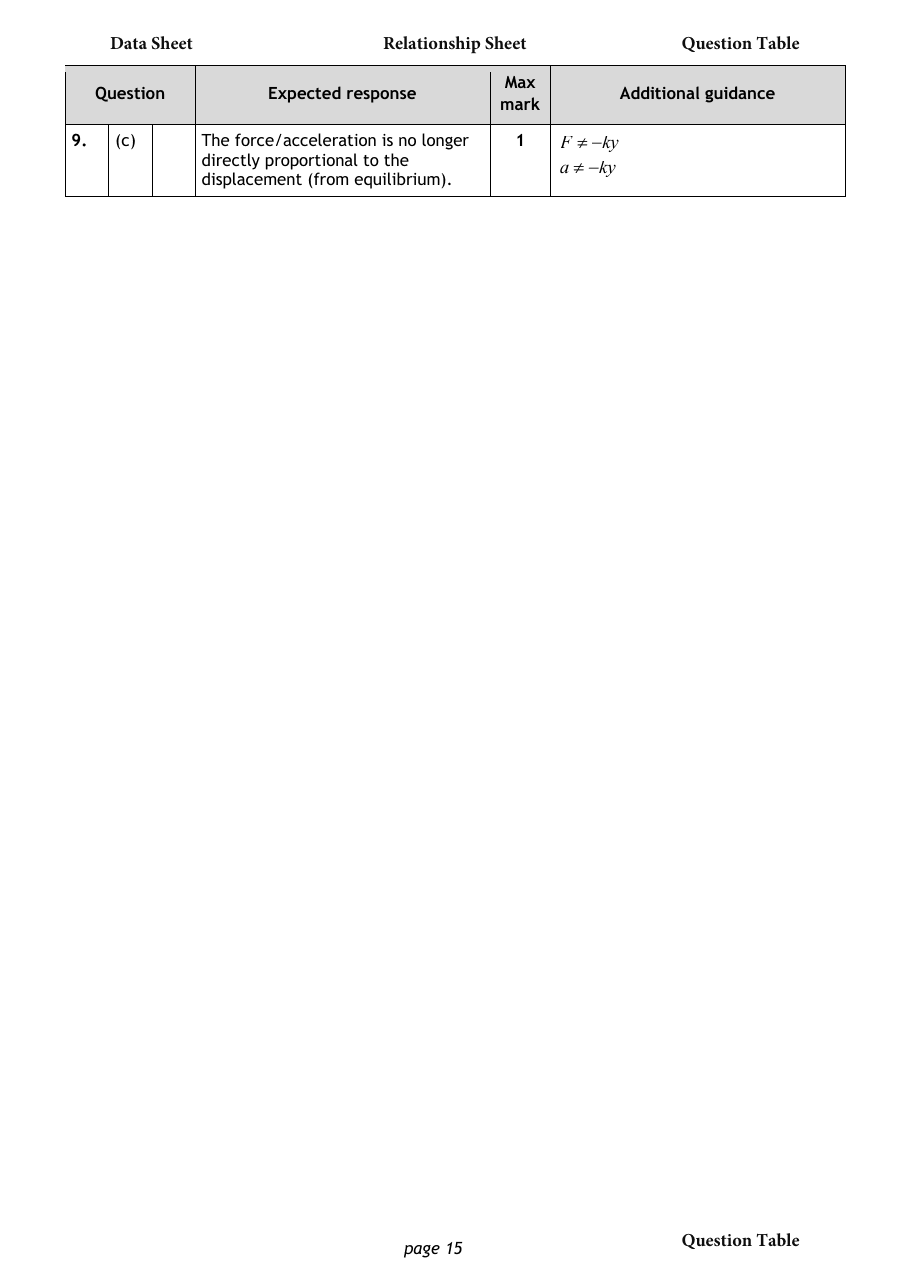 Data Sheet Relationship Sheet Question Table
Question Expected response Max mark Additional guidance
9. (c) The force/acceleration is no longer 1 F ≠ −ky
directly proportional to the a ≠ −ky
displacement (from equilibrium).
page 15 Question Table